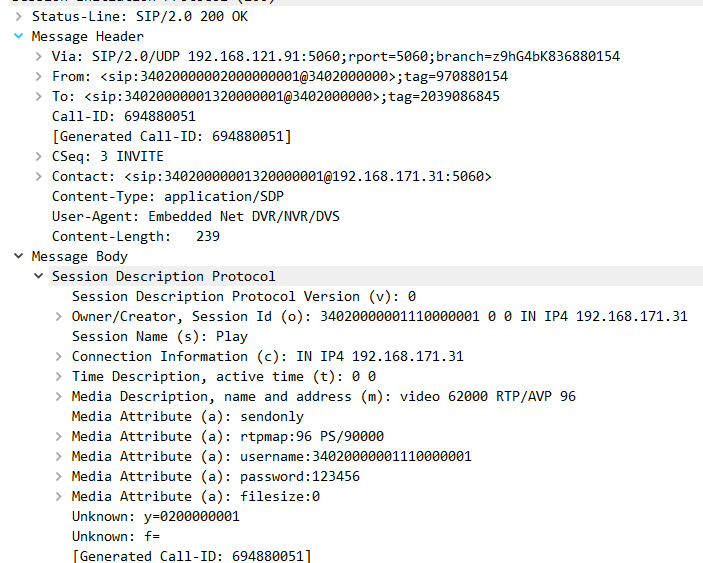 Session Initiation Protocol (200)
Status-Line: SIP/2.0 200 OK
Message Header
Via: SIP/2.0/UDP 192.168.121.91:5060;rport=5060;branch=z9hG4bK836880154
From: <sip:34020000002000000001@3402000000>;tag=970880154
To: <sip:34020000001320000001@3402000000>;tag=2039086845
Call-ID: 694880051
[Generated Call-ID: 694880051]
CSeq: 3 INVITE
Contact: <sip:34020000001320000001@192.168.171.31:5060>
Content-Type: application/SDP
User-Agent: Embedded Net DVR/NVR/DVS
Content-Length:   239
Message Body
Session Description Protocol
Session Description Protocol Version (v): 0
Owner/Creator, Session Id (o): 34020000001110000001 0 0 IN IP4 192.168.171.31
Session Name (s): Play
Connection Information (c): IN IP4 192.168.171.31
Time Description, active time (t): 0 0
Media Description, name and address (m): video 62000 RTP/AVP 96
Media Attribute (a): sendonly
Media Attribute (a): rtpmap:96 PS/90000
Media Attribute (a): username:34020000001110000001
Media Attribute (a): password:123456
Media Attribute (a): filesize:0
Unknown: y=0200000001
Unknown: f=
[Generated Call-ID: 694880051]